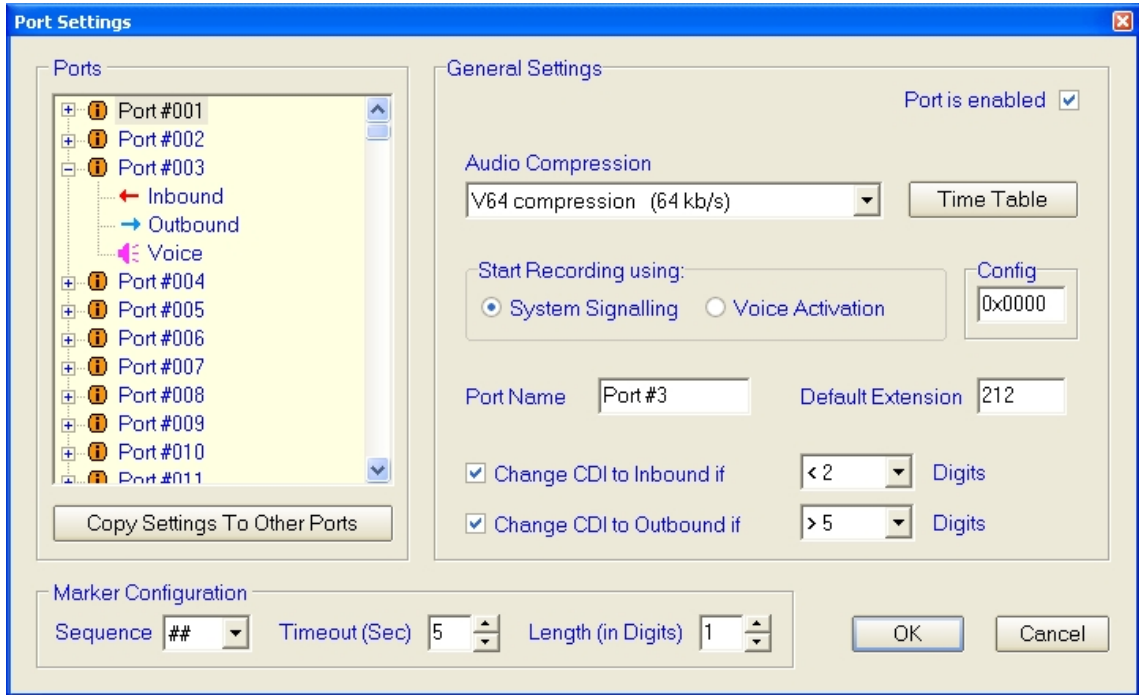 Port Settings
Ports
Port #001
Port #002
Port #003
Inbound
Outbound
Voice
Port #004
Port #005
Port #006
Port #007
Port #008
Port #009
Port #010
Port #011
Copy Settings To Other Ports
General Settings
Port is enabled
Audio Compression
V64 compression (64 kb/s)
Time Table
Start Recording using:
System Signalling
Voice Activation
Config
0x0000
Port Name
Port #3
Default Extension
212
Change CDI to Inbound if
< 2
Digits
Change CDI to Outbound if
> 5
Digits
Marker Configuration
Sequence
##
Timeout (Sec)
5
Length (in Digits)
1
OK
Cancel